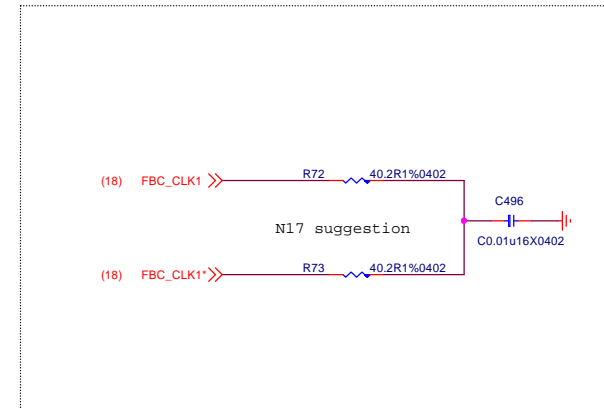 R72 40.2R1%0402
(18) FBC_CLK1
C496
N17 suggestion
C0.01u16X0402
R73 40.2R1%0402
(18) FBC_CLK1*